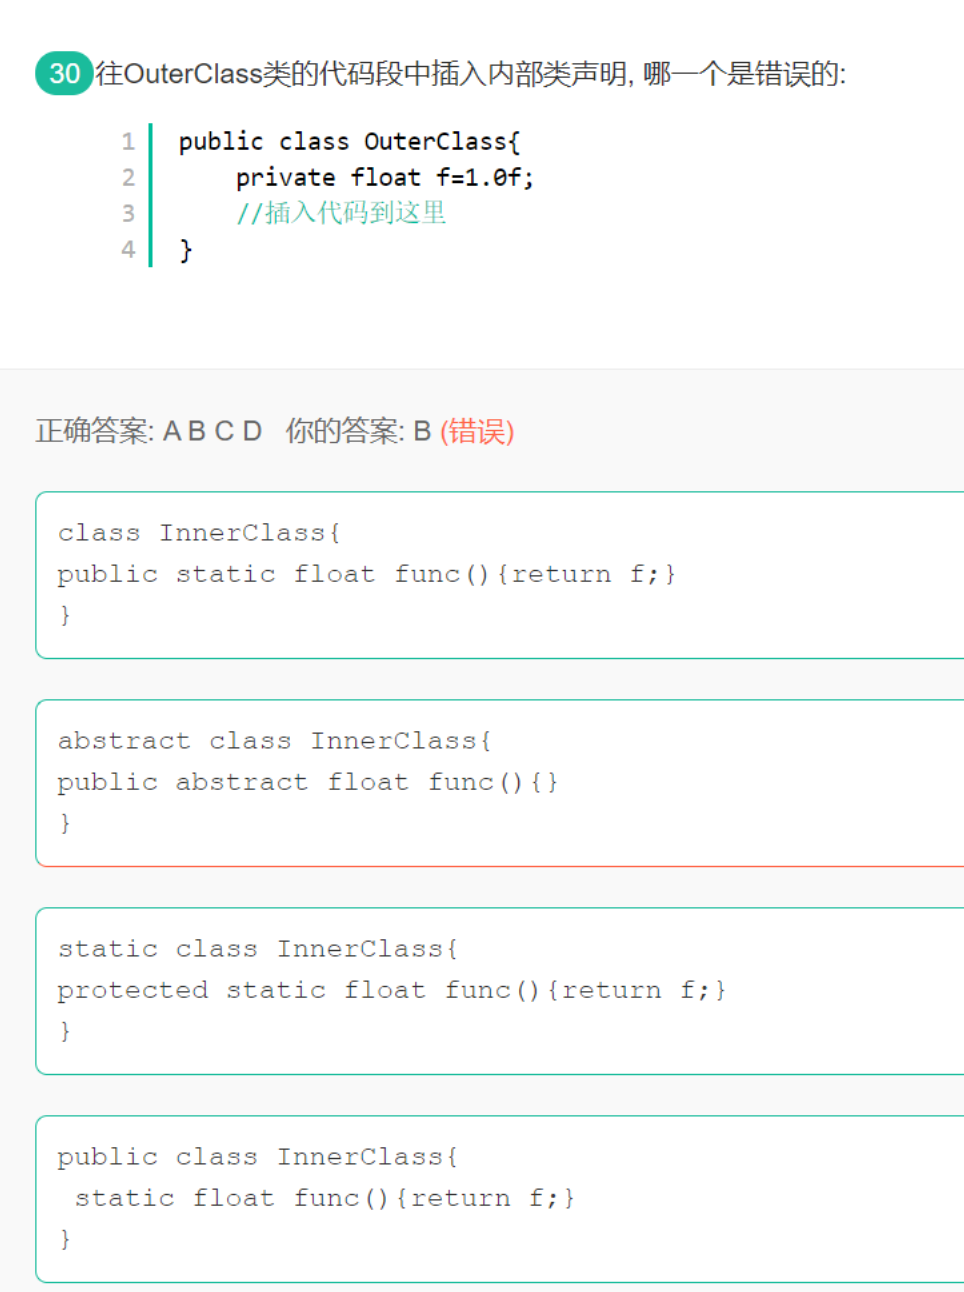 30 往OuterClass类的代码段中插入内部类声明, 哪一个是错误的:
1 public class OuterClass{
2 private float f=1.0f;
3 //插入代码到这里
4 }
正确答案: A B C D 你的答案: B (错误)
class InnerClass{
public static float func(){return f;}
}
abstract class InnerClass{
public abstract float func(){}
}
static class InnerClass{
protected static float func(){return f;}
}
public class InnerClass{
static float func(){return f;}
}